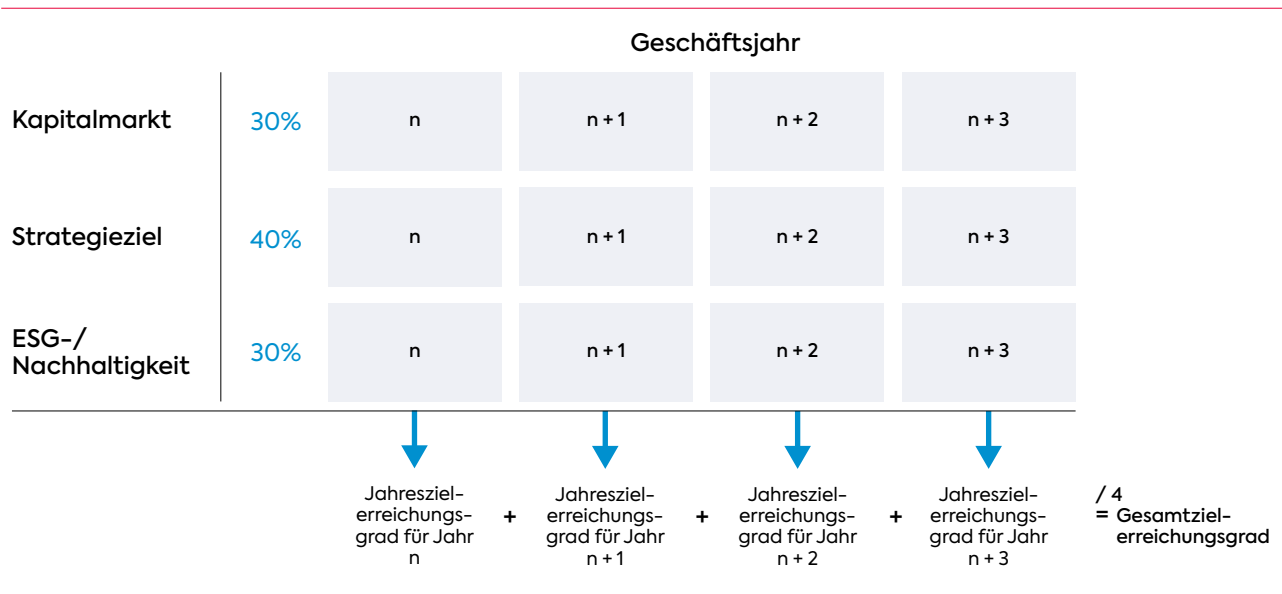 Geschäftsjahr
Kapitalmarkt 30% n n + 1 n + 2 n + 3
Strategieziel 40% n n + 1 n + 2 n + 3
ESG-/
Nachhaltigkeit 30% n n + 1 n + 2 n + 3
Jahresziel-
erreichungs-
grad für Jahr
n
+
Jahresziel-
erreichungs-
grad für Jahr
n + 1
+
Jahresziel-
erreichungs-
grad für Jahr
n + 2
+
Jahresziel-
erreichungs-
grad für Jahr
n + 3
/ 4
= Gesamtziel-
erreichungsgrad